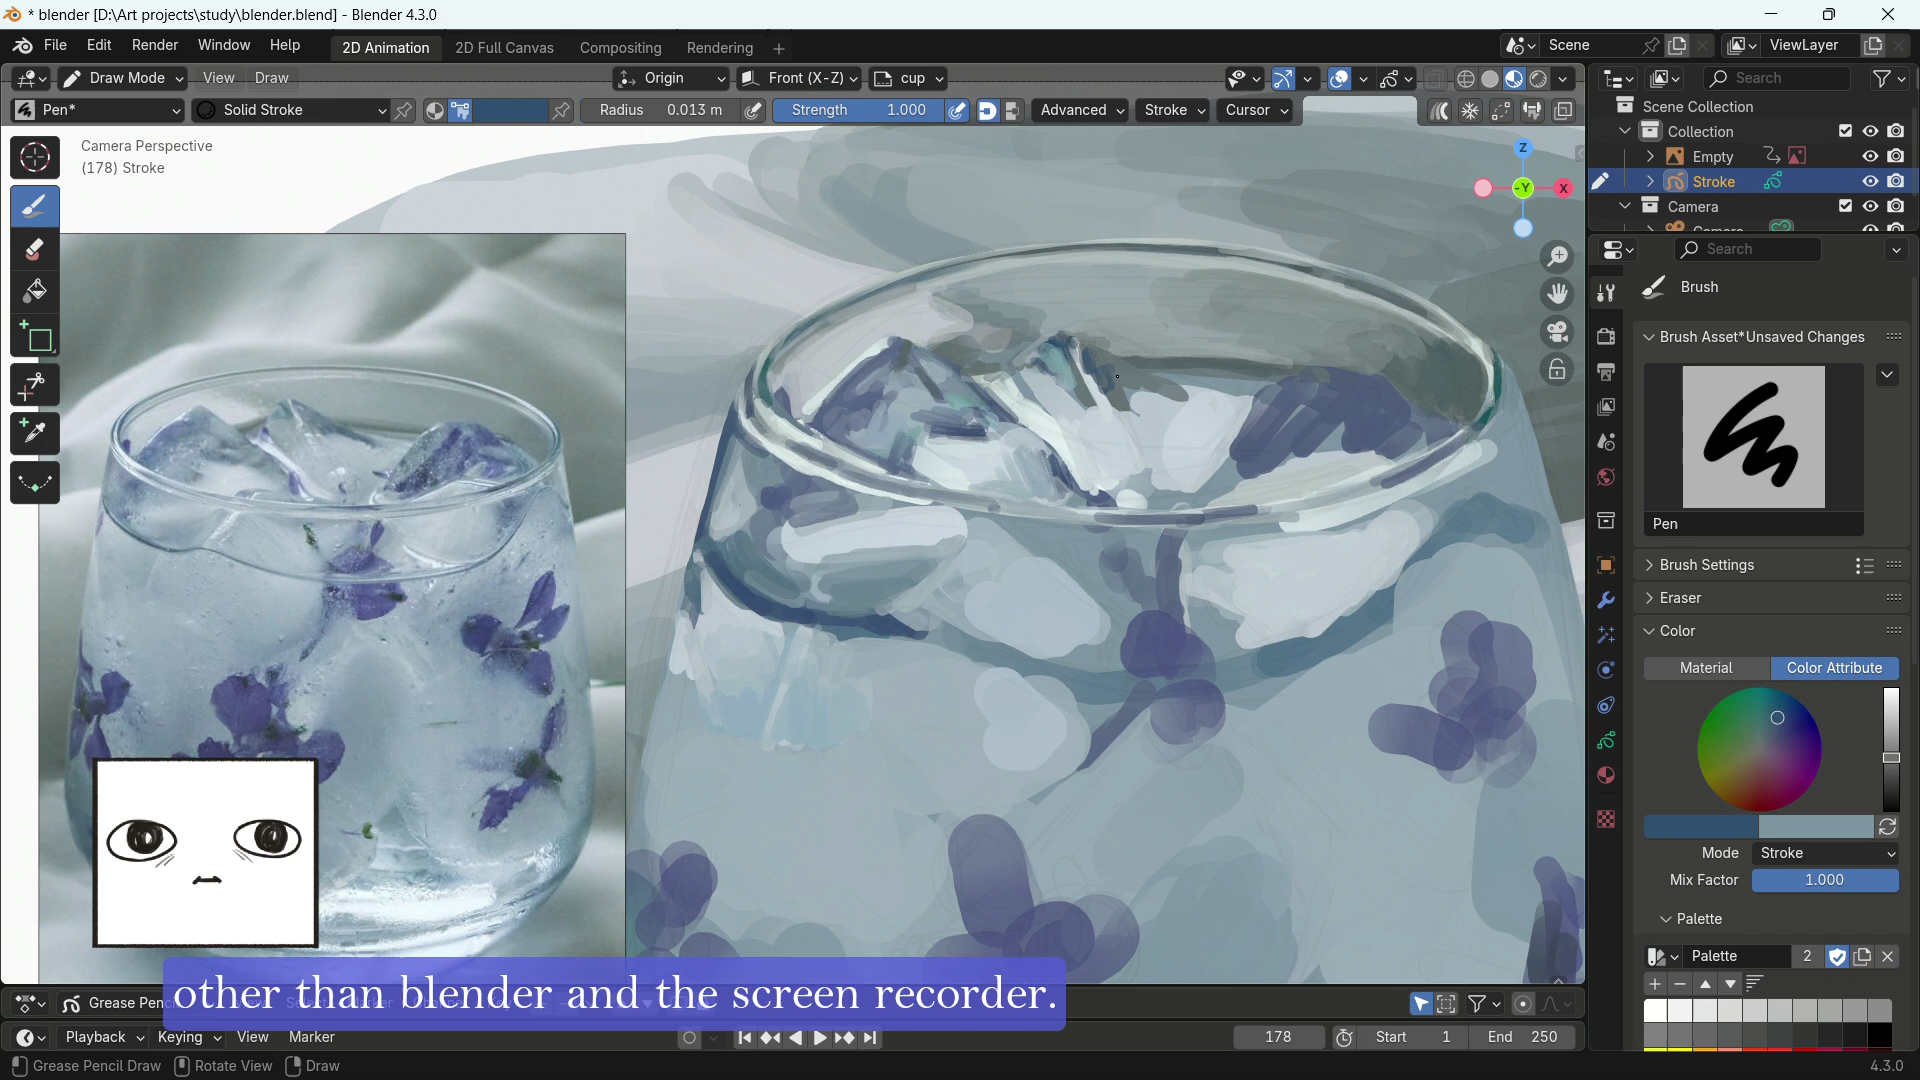 * blender [D:\Art projects\study\blender.blend] - Blender 4.3.0
File Edit Render Window Help 2D Animation 2D Full Canvas Compositing Rendering + Scene ViewLayer
Draw Mode View Draw Origin Front (X-Z) cup Search
Pen* Solid Stroke Radius 0.013 m Strength 1.000 Advanced Stroke Cursor
Scene Collection
Collection
Empty
Stroke
Camera
Camera Perspective
(178) Stroke
Z
-Y
X
Search
Brush
Brush Asset*Unsaved Changes
Pen
Brush Settings
Eraser
Color
Material Color Attribute
Mode Stroke
Mix Factor 1.000
Palette
Palette 2
other than blender and the screen recorder.
Playback Keying View Marker 178 Start 1 End 250
Grease Pencil Draw Rotate View Draw 4.3.0